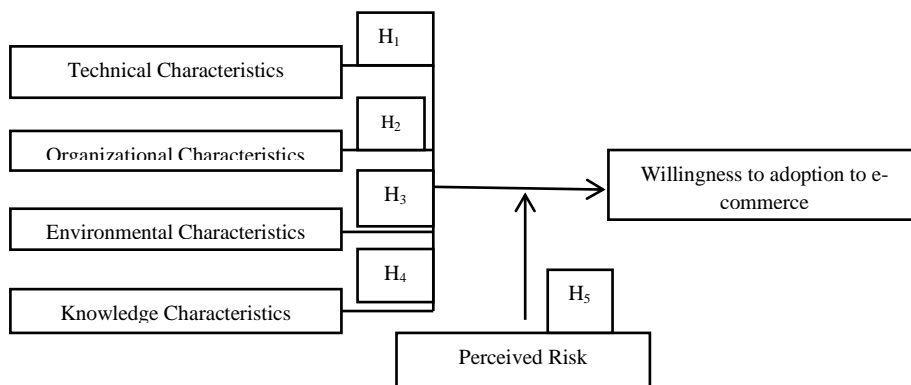 H₁
Technical Characteristics
H₂
Organizational Characteristics
H₃
Environmental Characteristics
H₄
Knowledge Characteristics
Willingness to adoption to e-
commerce
H₅
Perceived Risk